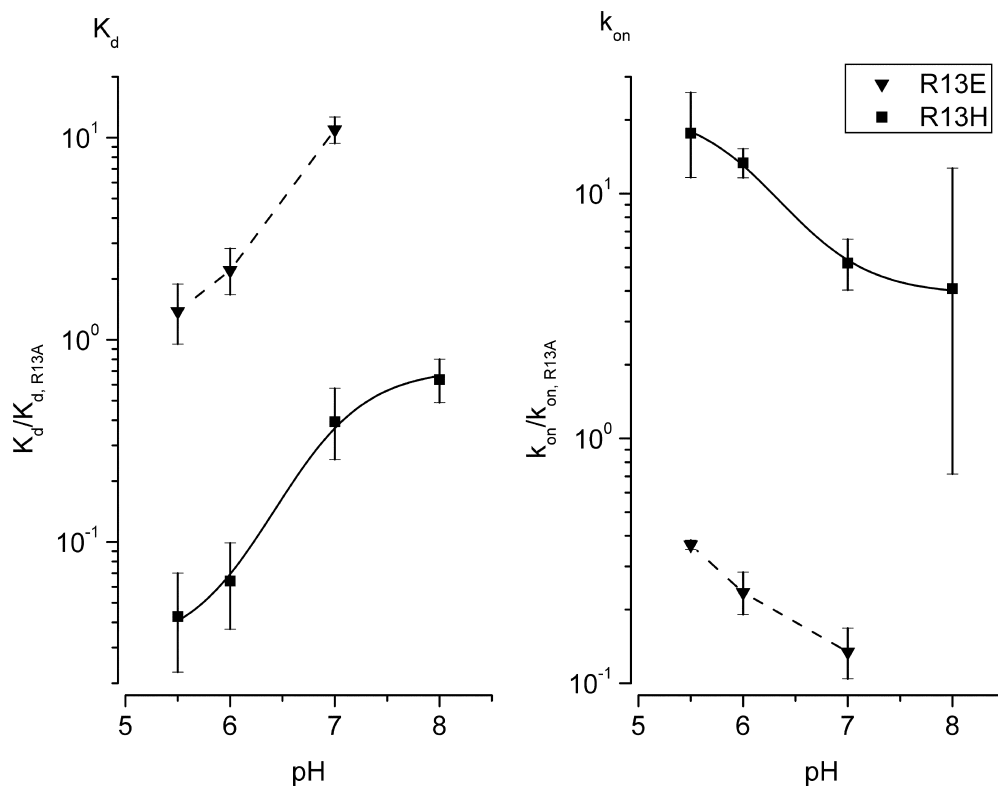 K_d
10^1
10^0
10^-1
K_d/K_d, R13A
5 6 7 8
pH
k_on
R13E
R13H
10^1
10^0
10^-1
k_on/k_on, R13A
5 6 7 8
pH